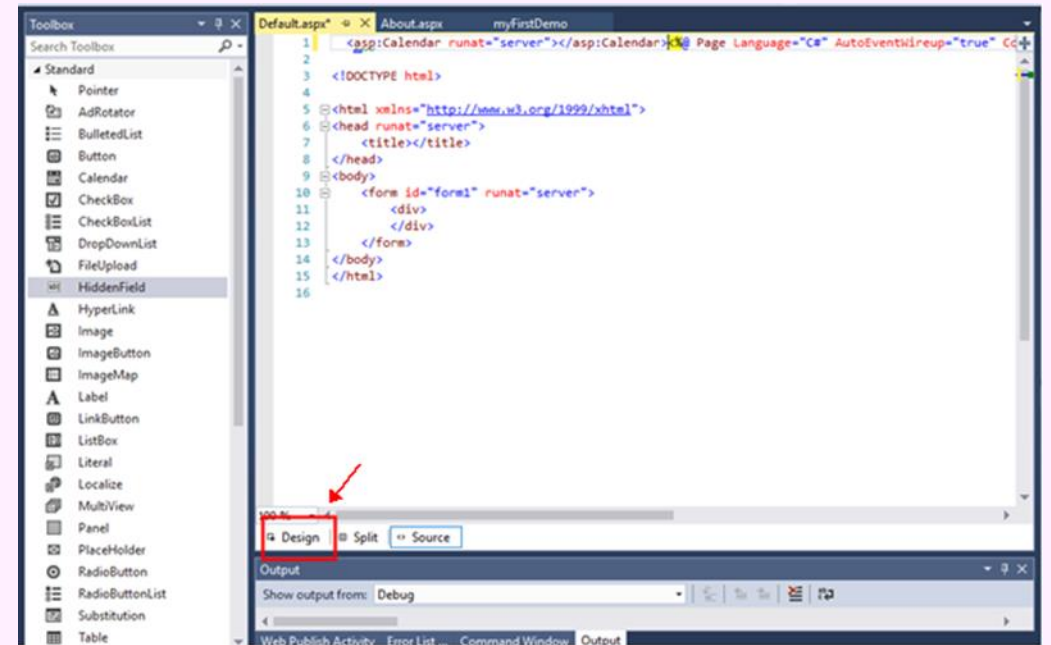 Toolbox
Search Toolbox
Standard
Pointer
AdRotator
BulletedList
Button
Calendar
CheckBox
CheckBoxList
DropDownList
FileUpload
HiddenField
HyperLink
Image
ImageButton
ImageMap
Label
LinkButton
ListBox
Literal
Localize
MultiView
Panel
PlaceHolder
RadioButton
RadioButtonList
Substitution
Table
Default.aspx* About.aspx myFirstDemo
1 <asp:Calendar runat="server"></asp:Calendar><%@ Page Language="C#" AutoEventWireup="true" Co
2
3 <!DOCTYPE html>
4
5 <html xmlns="http://www.w3.org/1999/xhtml">
6 <head runat="server">
7 <title></title>
8 </head>
9 <body>
10 <form id="form1" runat="server">
11 <div>
12 </div>
13 </form>
14 </body>
15 </html>
16
100 %
Design Split Source
Output
Show output from: Debug
Web Publish Activity Error List ... Command Window Output